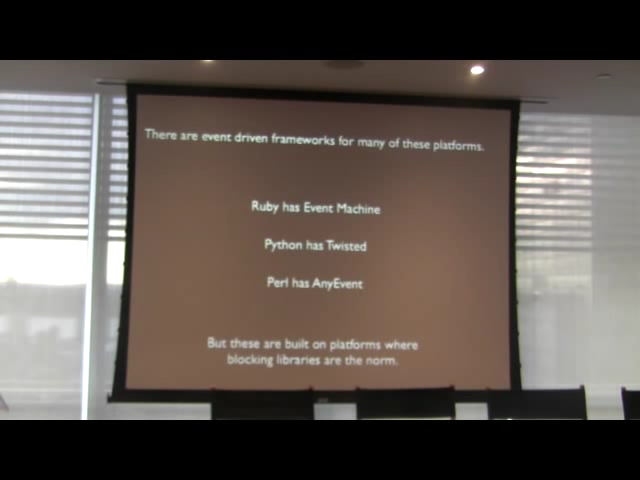 There are event driven frameworks for many of these platforms.
Ruby has Event Machine
Python has Twisted
Perl has AnyEvent
But these are built on platforms where
blocking libraries are the norm.